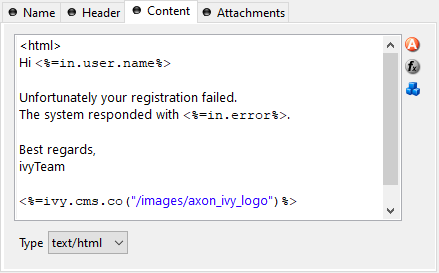 Name Header Content Attachments
<html>
Hi <%=in.user.name%>
Unfortunately your registration failed.
The system responded with <%=in.error%>.
Best regards,
ivyTeam
<%=ivy.cms.co("/images/axon_ivy_logo")%>
A
fx
Type text/html